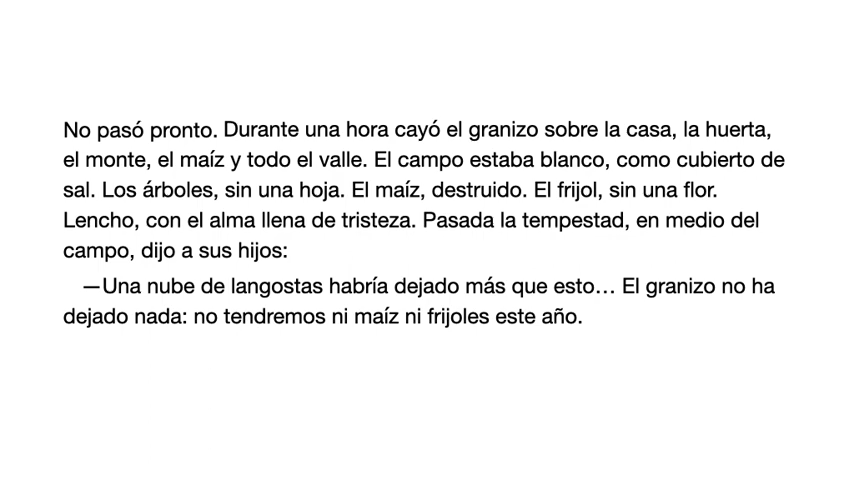 No pasó pronto. Durante una hora cayó el granizo sobre la casa, la huerta,
el monte, el maíz y todo el valle. El campo estaba blanco, como cubierto de
sal. Los árboles, sin una hoja. El maíz, destruido. El frijol, sin una flor.
Lencho, con el alma llena de tristeza. Pasada la tempestad, en medio del
campo, dijo a sus hijos:
—Una nube de langostas habría dejado más que esto… El granizo no ha
dejado nada: no tendremos ni maíz ni frijoles este año.